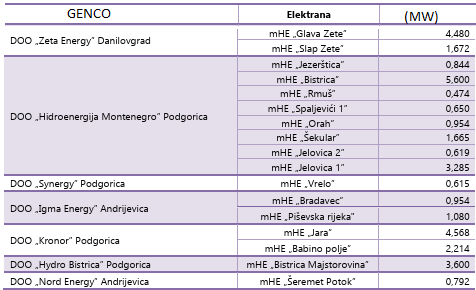 GENCO Elektrana (MW)
DOO „Zeta Energy“ Danilovgrad
mHE „Glava Zete“ 4,480
mHE „Slap Zete“ 1,672
DOO „Hidroenergija Montenegro“ Podgorica
mHE „Jezerštica“ 0,844
mHE „Bistrica“ 5,600
mHE „Rmuš“ 0,474
mHE „Spaljevići 1“ 0,650
mHE „Orah“ 0,954
mHE „Šekular“ 1,665
mHE „Jelovica 2“ 0,619
mHE „Jelovica 1“ 3,285
DOO „Synergy“ Podgorica mHE „Vrelo“ 0,615
DOO „Igma Energy“ Andrijevica
mHE „Bradavec“ 0,954
mHE „Piševska rijeka“ 1,080
DOO „Kronor“ Podgorica
mHE „Jara“ 4,568
mHE „Babino polje“ 2,214
DOO „Hydro Bistrica“ Podgorica mHE „Bistrica Majstorovina“ 3,600
DOO „Nord Energy“ Andrijevica mHE „Šeremet Potok“ 0,792